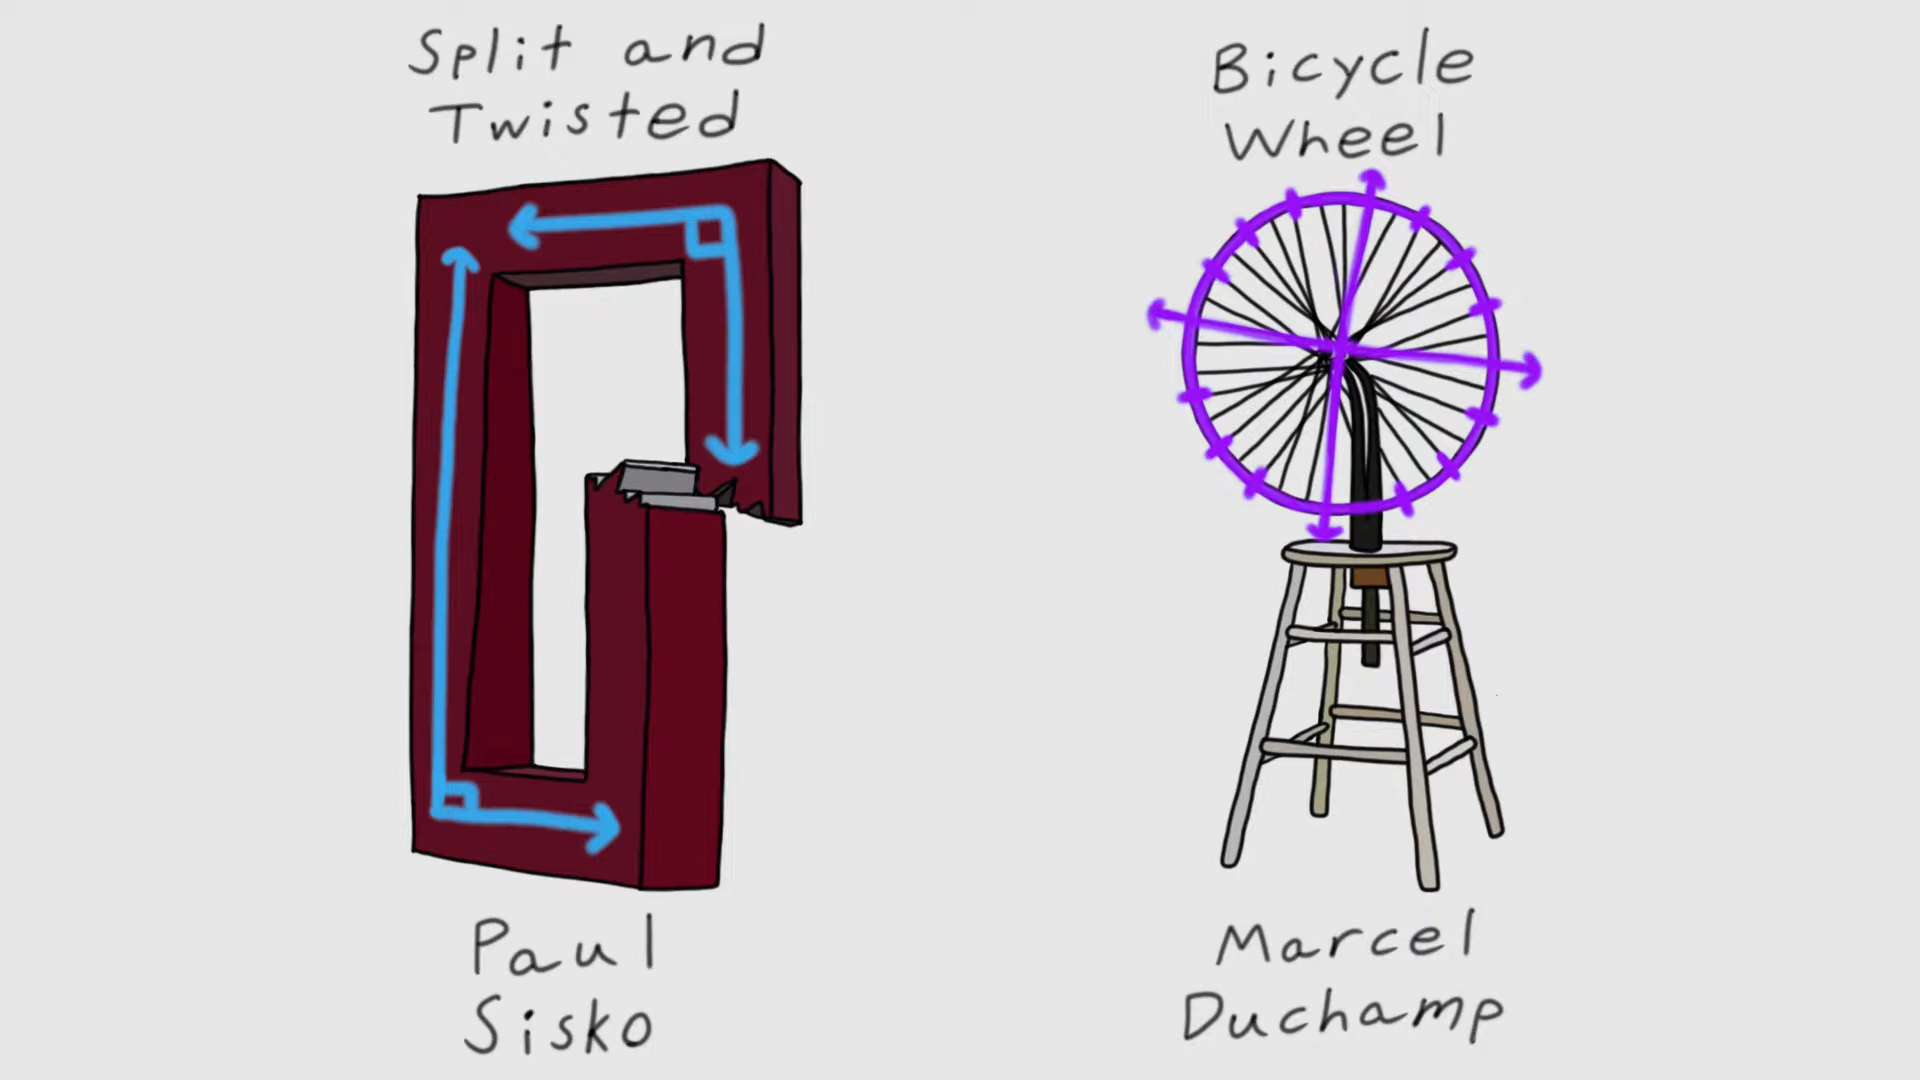 Split and
Twisted
Paul
Sisko
Bicycle
Wheel
Marcel
Duchamp